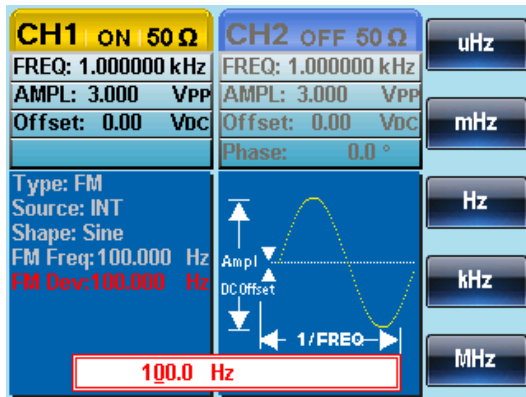 CH1 ON 50 Ω
FREQ: 1.000000 kHz
AMPL: 3.000 VPP
Offset: 0.00 VDC
CH2 OFF 50 Ω
FREQ: 1.000000 kHz
AMPL: 3.000 VPP
Offset: 0.00 VDC
Phase: 0.0 °
Type: FM
Source: INT
Shape: Sine
FM Freq:100.000 Hz
FM Dev:100.000 Hz
Ampl
DC Offset
1/FREQ
100.0 Hz
uHz
mHz
Hz
kHz
MHz